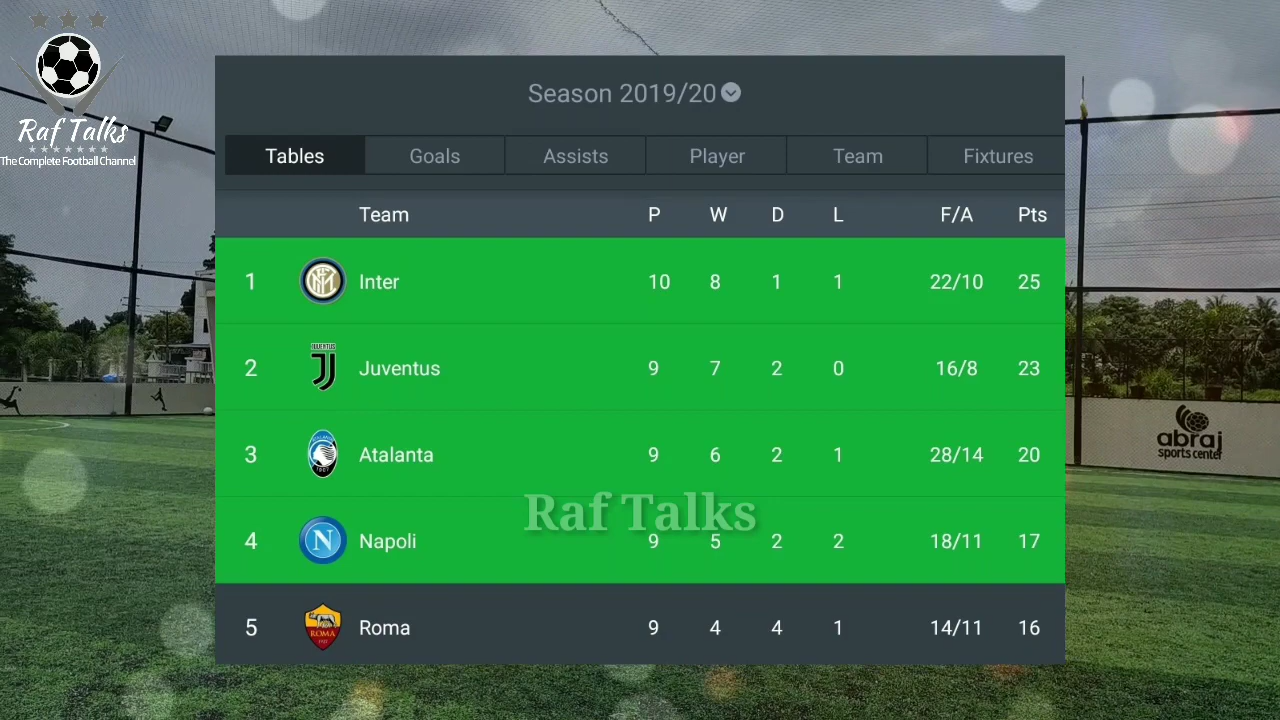 Raf Talks
The Complete Football Channel
Season 2019/20
Tables Goals Assists Player Team Fixtures
Team P W D L F/A Pts
1 Inter 10 8 1 1 22/10 25
2 JUVENTUS Juventus 9 7 2 0 16/8 23
3 Atalanta 9 6 2 1 28/14 20
Raf Talks
4 N Napoli 9 5 2 2 18/11 17
5 ROMA Roma 9 4 4 1 14/11 16
abraj
sports center